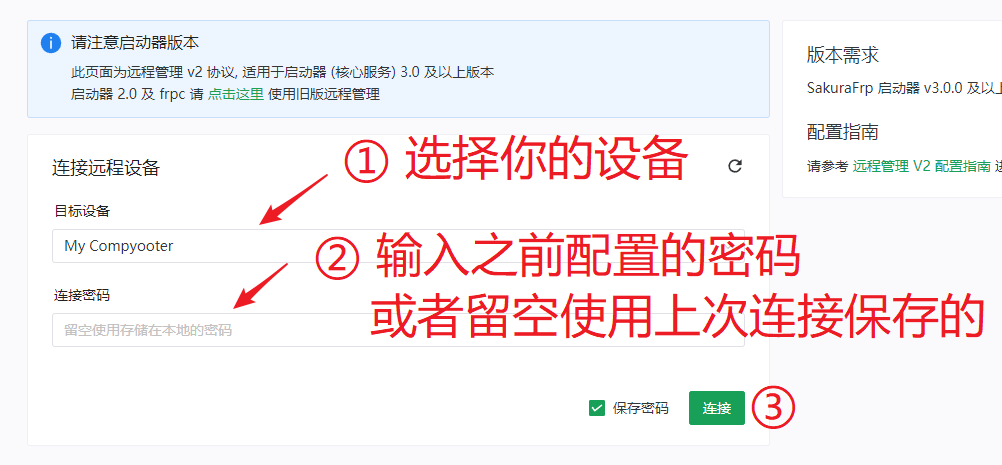 请注意启动器版本
此页面为远程管理 v2 协议, 适用于启动器 (核心服务) 3.0 及以上版本
启动器 2.0 及 frpc 请 点击这里 使用旧版远程管理
版本需求
SakuraFrp 启动器 v3.0.0 及以上
配置指南
请参考 远程管理 V2 配置指南 进
连接远程设备
① 选择你的设备
目标设备
My Compyooter
② 输入之前配置的密码
或者留空使用上次连接保存的
连接密码
留空使用存储在本地的密码
保存密码
连接
③